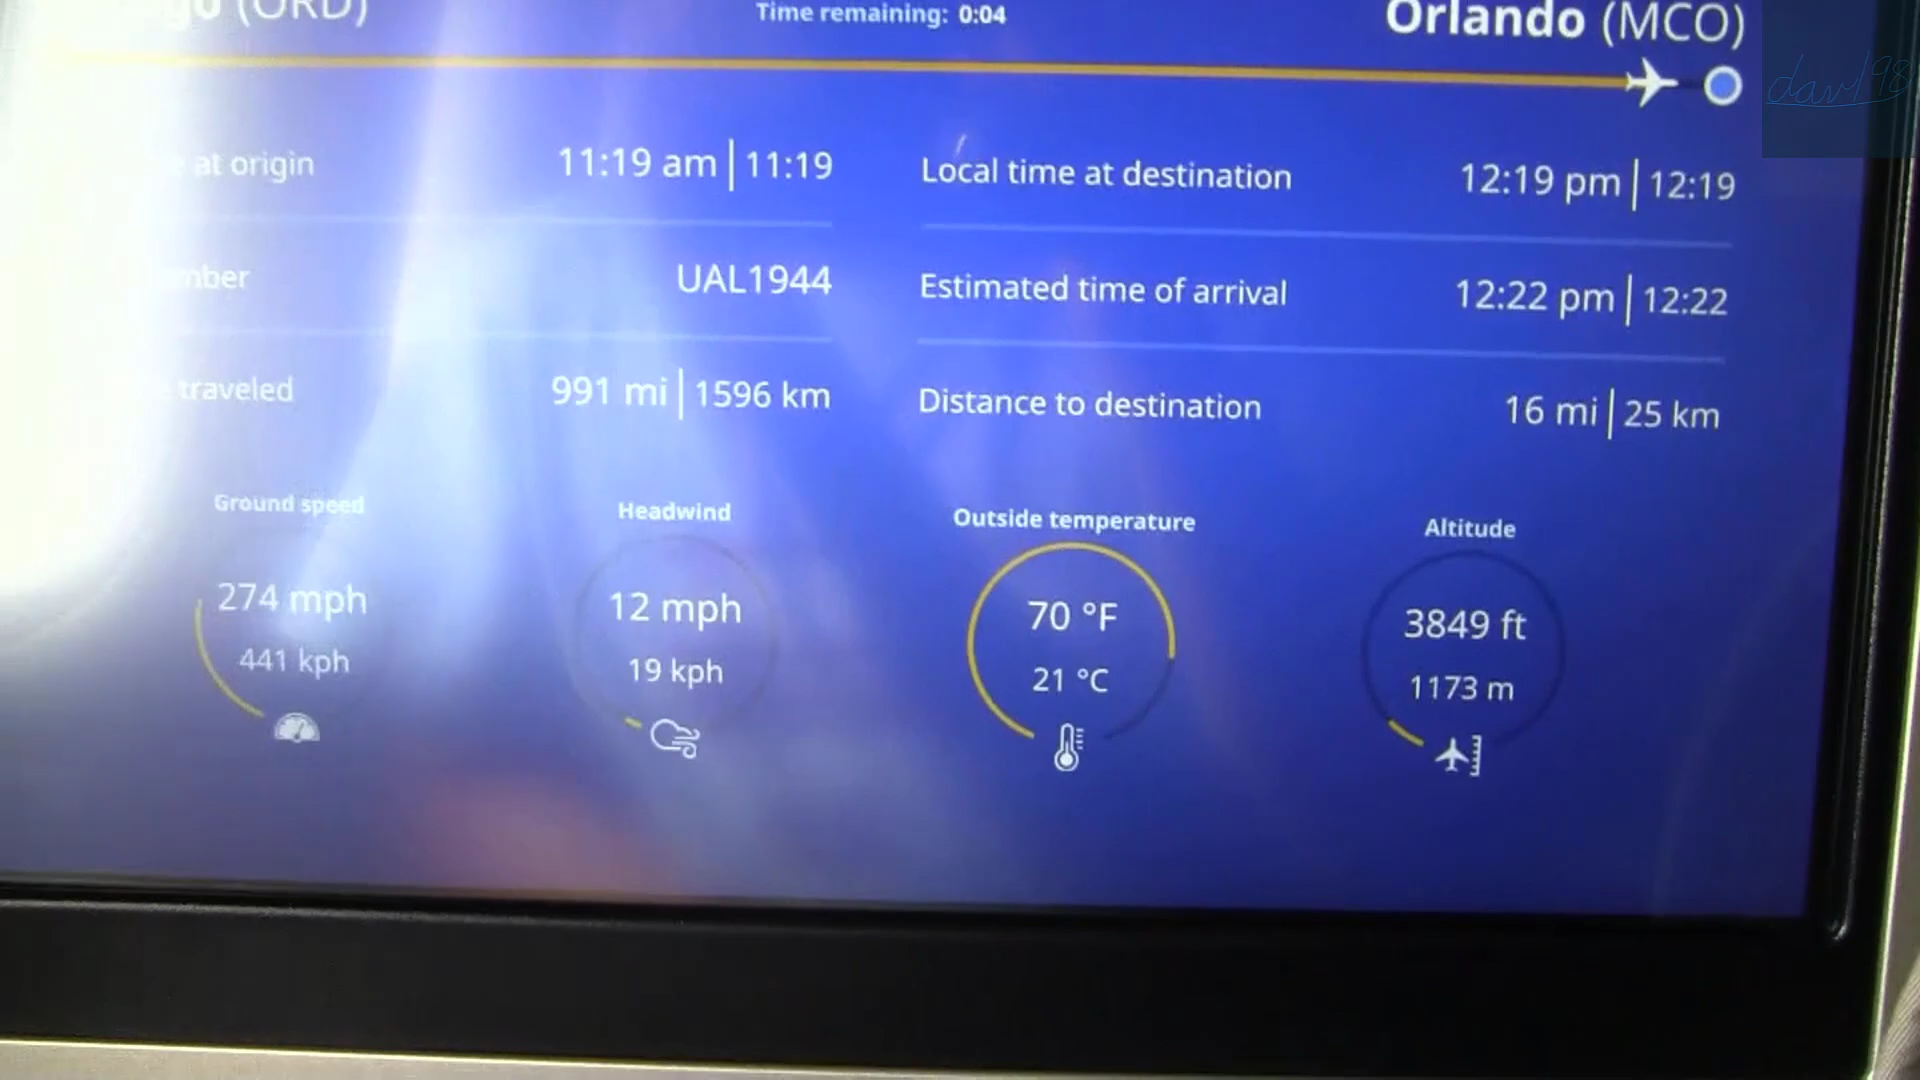 (ORD) Time remaining: 0:04 Orlando (MCO)
davl98
at origin 11:19 am | 11:19 Local time at destination 12:19 pm | 12:19
UAL1944 Estimated time of arrival 12:22 pm | 12:22
traveled 991 mi | 1596 km Distance to destination 16 mi | 25 km
Ground speed Headwind Outside temperature Altitude
274 mph 12 mph 70 °F 3849 ft
441 kph 19 kph 21 °C 1173 m